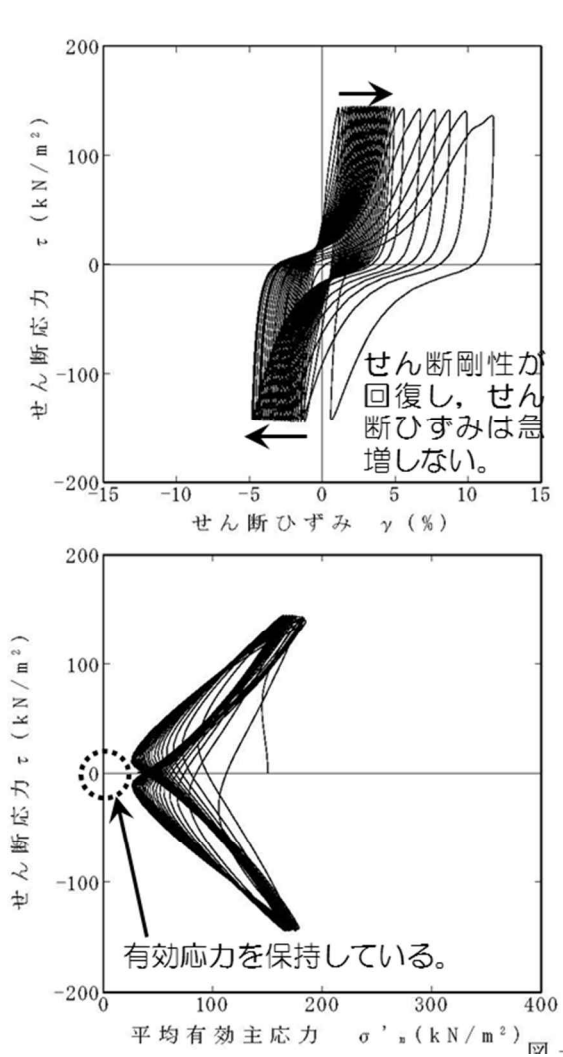 200
100
0
-100
-200
せん断応力 τ (kN/m²)
せん断剛性が
回復し，せん
断ひずみは急
増しない。
-15 -10 -5 0 5 10 15
せん断ひずみ γ (%)
200
100
0
-100
-200
せん断応力 τ (kN/m²)
有効応力を保持している。
0 100 200 300 400
平均有効主応力 σ'ₘ (kN/m²)
図